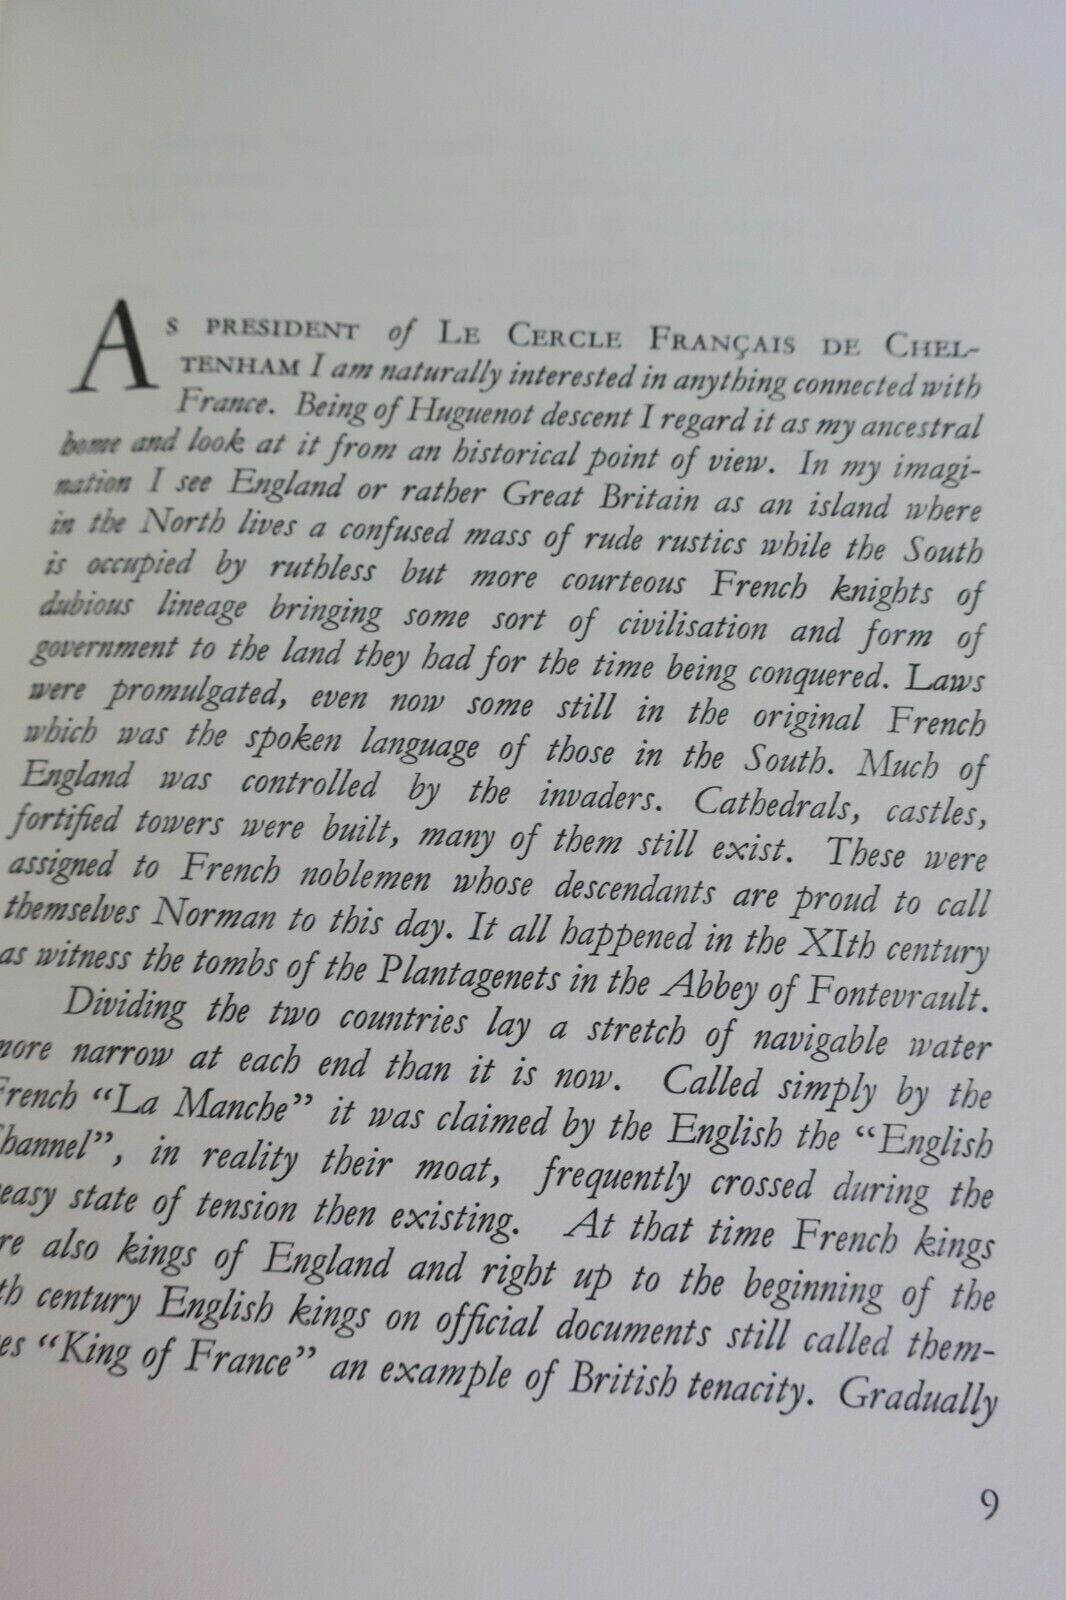 As president of Le Cercle Français de Chel-
tenham I am naturally interested in anything connected with
France. Being of Huguenot descent I regard it as my ancestral
home and look at it from an historical point of view. In my imagi-
nation I see England or rather Great Britain as an island where
in the North lives a confused mass of rude rustics while the South
is occupied by ruthless but more courteous French knights of
dubious lineage bringing some sort of civilisation and form of
government to the land they had for the time being conquered. Laws
were promulgated, even now some still in the original French
which was the spoken language of those in the South. Much of
England was controlled by the invaders. Cathedrals, castles,
fortified towers were built, many of them still exist. These were
assigned to French noblemen whose descendants are proud to call
themselves Norman to this day. It all happened in the XIth century
as witness the tombs of the Plantagenets in the Abbey of Fontevrault.
Dividing the two countries lay a stretch of navigable water
more narrow at each end than it is now. Called simply by the
French "La Manche" it was claimed by the English the "English
Channel", in reality their moat, frequently crossed during the
easy state of tension then existing. At that time French kings
re also kings of England and right up to the beginning of the
th century English kings on official documents still called them-
es "King of France" an example of British tenacity. Gradually
9